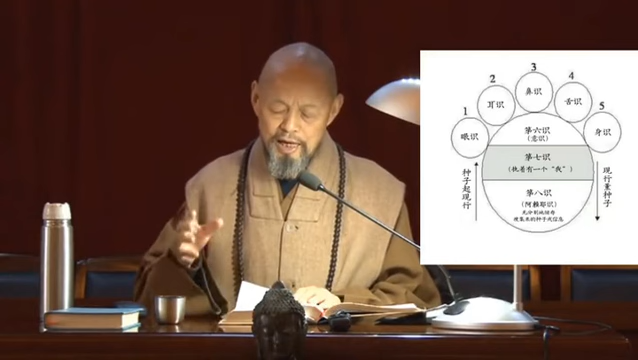 3
2
4
鼻识
1
耳识
舌识
5
眼识
第六识
(意识)
身识
第七识
(执着有一个“我”)
种子起现行
现行熏种子
第八识
(阿赖耶识)